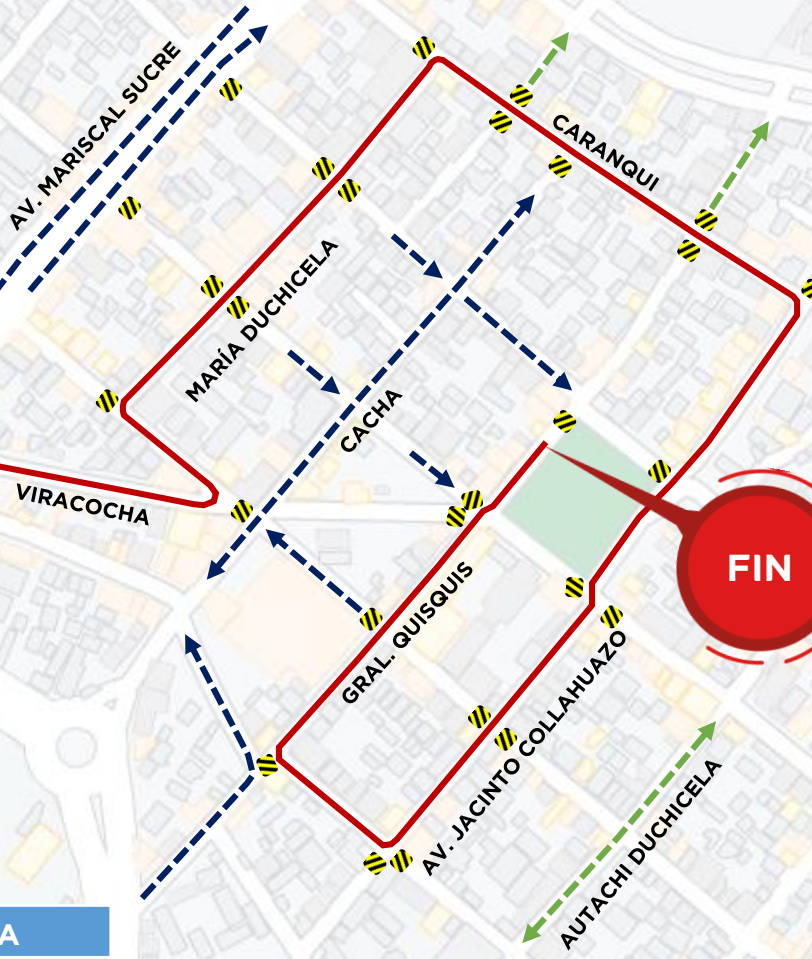 AV. MARISCAL SUCRE
CARANQUI
MARÍA DUCHICELA
CACHA
VIRACOCHA
FIN
GRAL. QUISQUIS
AV. JACINTO COLLAHUAZO
AUTACHI DUCHICELA
A